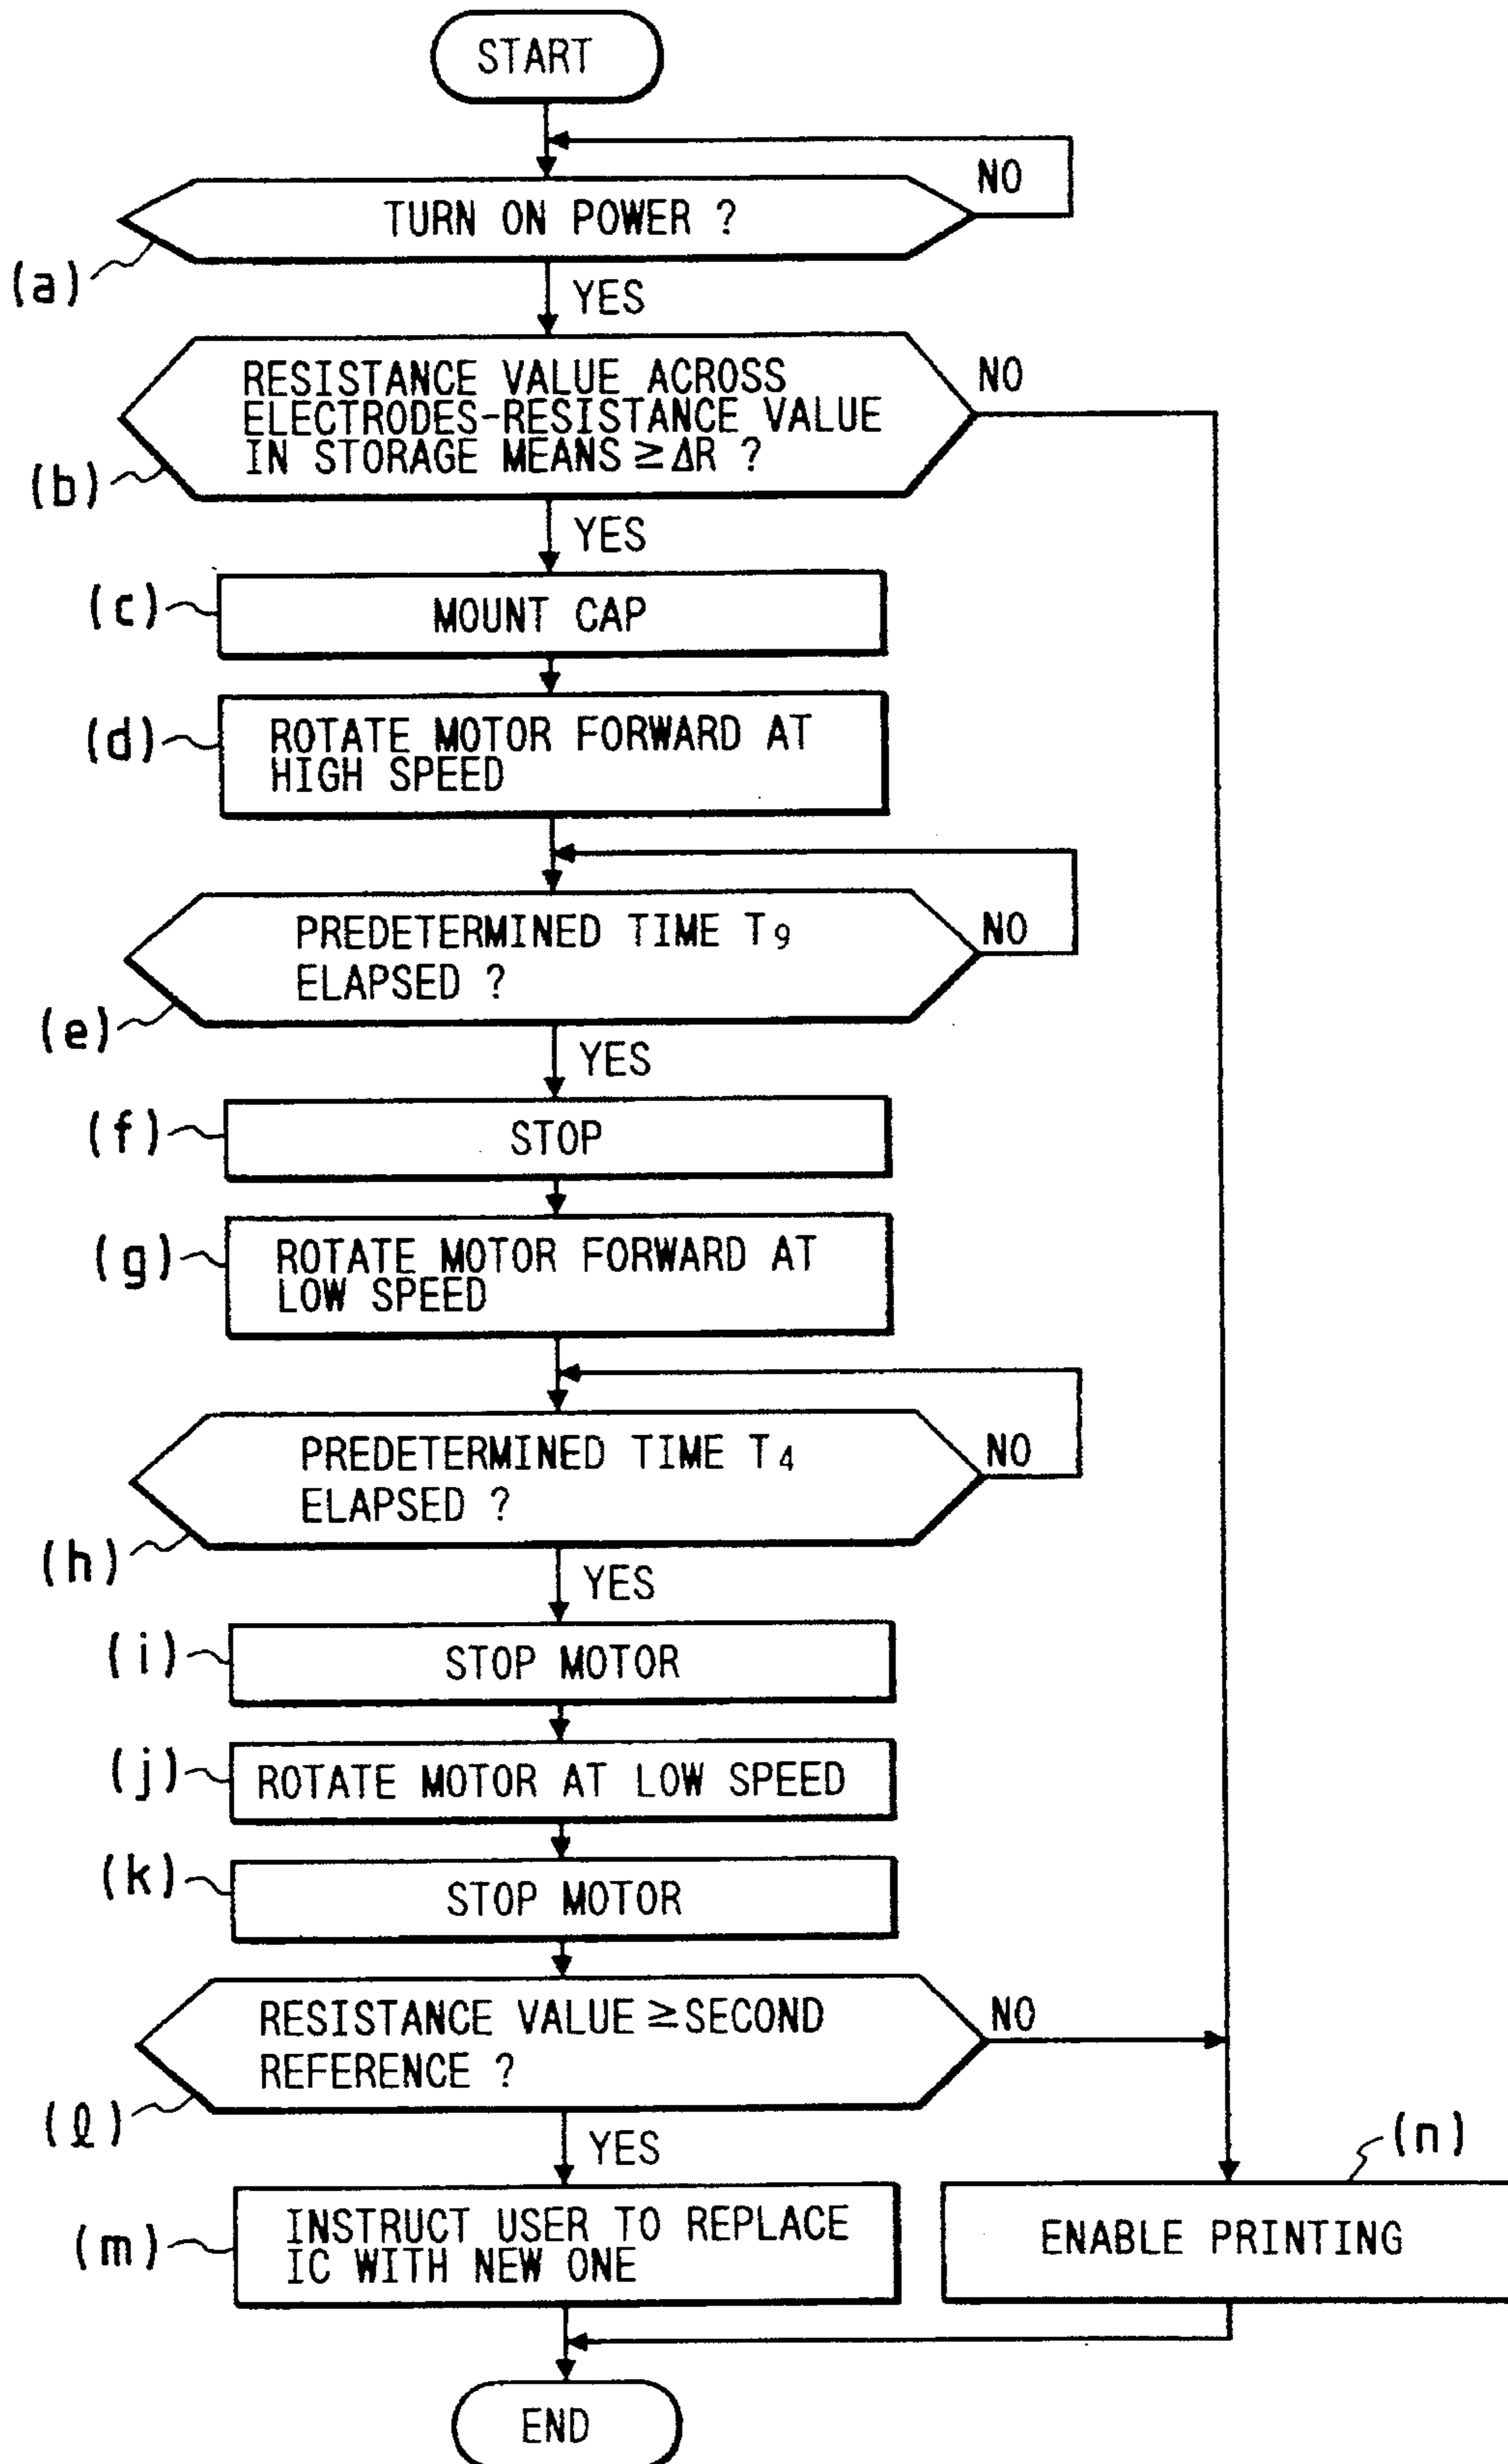 START
NO
TURN ON POWER ?
(a)
YES
RESISTANCE VALUE ACROSS
ELECTRODES-RESISTANCE VALUE
IN STORAGE MEANS ≥ ΔR ?
NO
(b)
YES
(c)
MOUNT CAP
(d)
ROTATE MOTOR FORWARD AT
HIGH SPEED
PREDETERMINED TIME T9
ELAPSED ?
NO
(e)
YES
(f)
STOP
(g)
ROTATE MOTOR FORWARD AT
LOW SPEED
PREDETERMINED TIME T4
ELAPSED ?
NO
(h)
YES
(i)
STOP MOTOR
(j)
ROTATE MOTOR AT LOW SPEED
(k)
STOP MOTOR
RESISTANCE VALUE ≥ SECOND
REFERENCE ?
NO
(ℓ)
YES
(n)
(m)
INSTRUCT USER TO REPLACE
IC WITH NEW ONE
ENABLE PRINTING
END